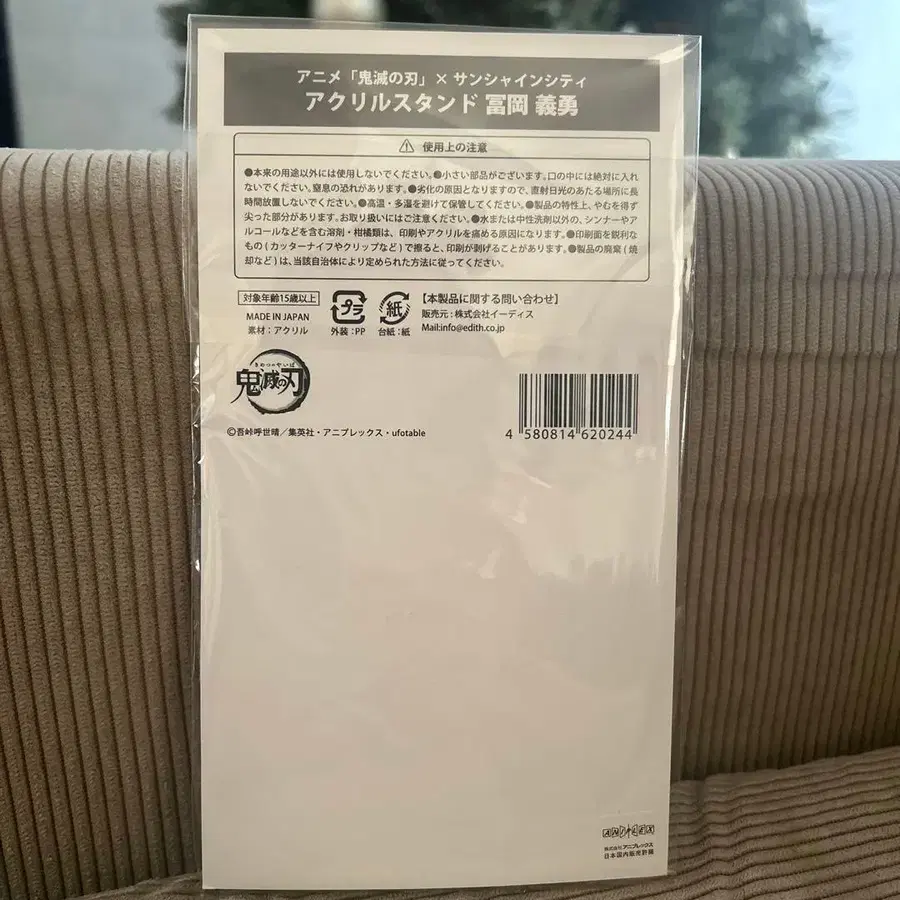 アニメ「鬼滅の刃」× サンシャインシティ
アクリルスタンド 冨岡 義勇
使用上の注意
●本来の用途以外には使用しないでください。●小さい部品がございます。口の中には絶対に入れ
ないでください。窒息の恐れがあります。●劣化の原因となりますので、直射日光のあたる場所に長
時間放置しないでください。●高温・多湿を避けて保管してください。●製品の特性上、やむを得ず
尖った部分があります。お取り扱いにはご注意ください。●水または中性洗剤以外の、シンナーやア
ルコールなどを含む溶剤・柑橘類は、印刷やアクリルを痛める原因になります。●印刷面を鋭利な
もの(カッターナイフやクリップなど)で擦ると、印刷が剥げることがあります。●製品の廃棄(焼
却など)は、当該自治体により定められた方法に従ってください。
対象年齢15歳以上
MADE IN JAPAN
素材:アクリル
プラ
外装:PP
紙
台紙:紙
【本製品に関する問い合わせ】
販売元:株式会社イーディス
Mail:info@edith.co.jp
きめつのやいば
鬼滅の刃
©吾峠呼世晴/集英社・アニプレックス・ufotable
4 580814 620244
ANIPLEX
株式会社アニプレックス
日本国内販売許諾